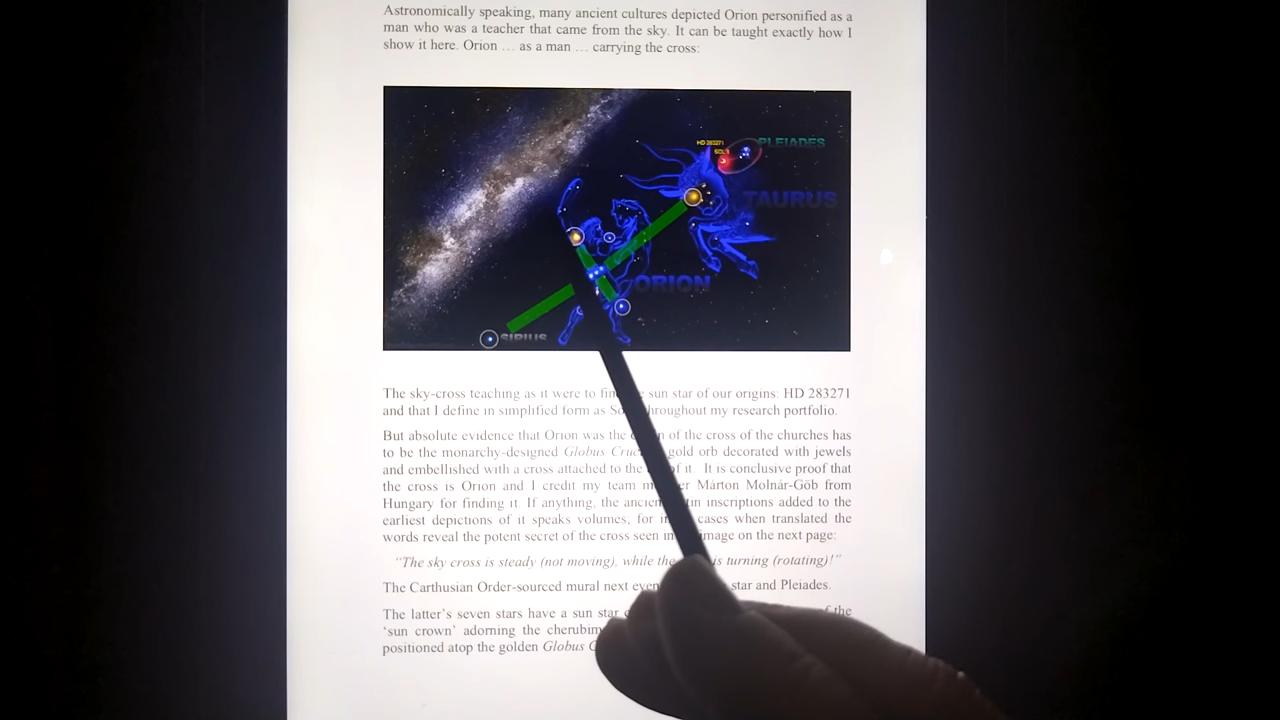 Astronomically speaking, many ancient cultures depicted Orion personified as a
man who was a teacher that came from the sky. It can be taught exactly how I
show it here. Orion … as a man … carrying the cross:
HD 283271
PLEIADES
TAURUS
ORION
SIRIUS
The sky-cross teaching as it were to sun star of our origins: HD 283271
and that I define in simplified form as throughout my research portfolio.
But absolute evidence that Orion was the of the cross of the churches has
to be the monarchy-designed Globus gold orb decorated with jewels
and embellished with a cross attached to the of it. It is conclusive proof that
the cross is Orion and I credit my team Márton Molnár-Göb from
Hungary for finding it. If anything, the inscriptions added to the
earliest depictions of it speaks volumes, for cases when translated the
words reveal the potent secret of the cross seen in image on the next page:
“The sky cross is steady (not moving), while the is turning (rotating)!”
The Carthusian Order-sourced mural next star and Pleiades.
The latter’s seven stars have a sun star of the
‘sun crown’ adorning the
positioned atop the golden Globus